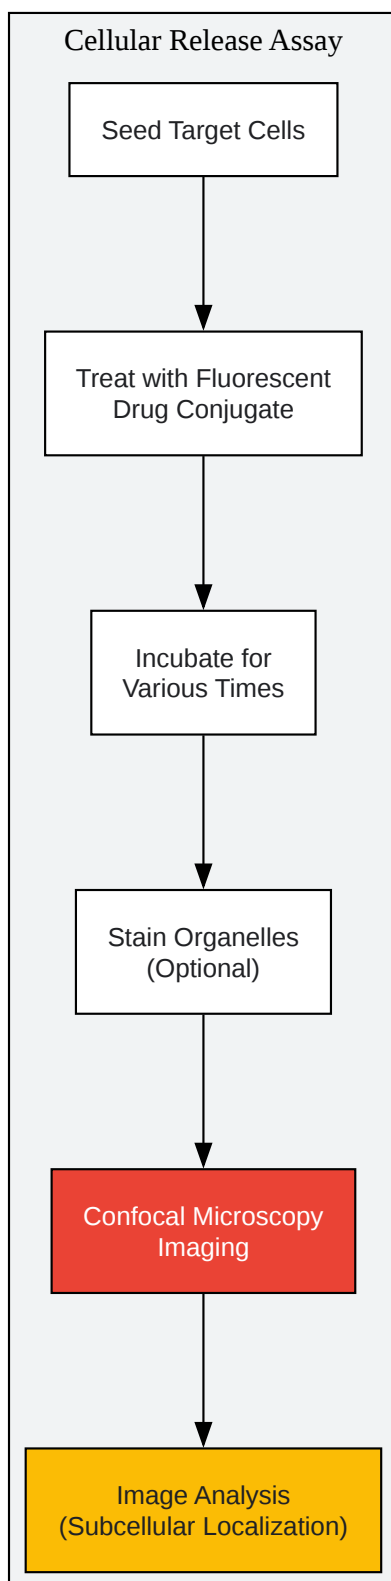 Cellular Release Assay
Seed Target Cells
Treat with Fluorescent
Drug Conjugate
Incubate for
Various Times
Stain Organelles
(Optional)
Confocal Microscopy
Imaging
Image Analysis
(Subcellular Localization)